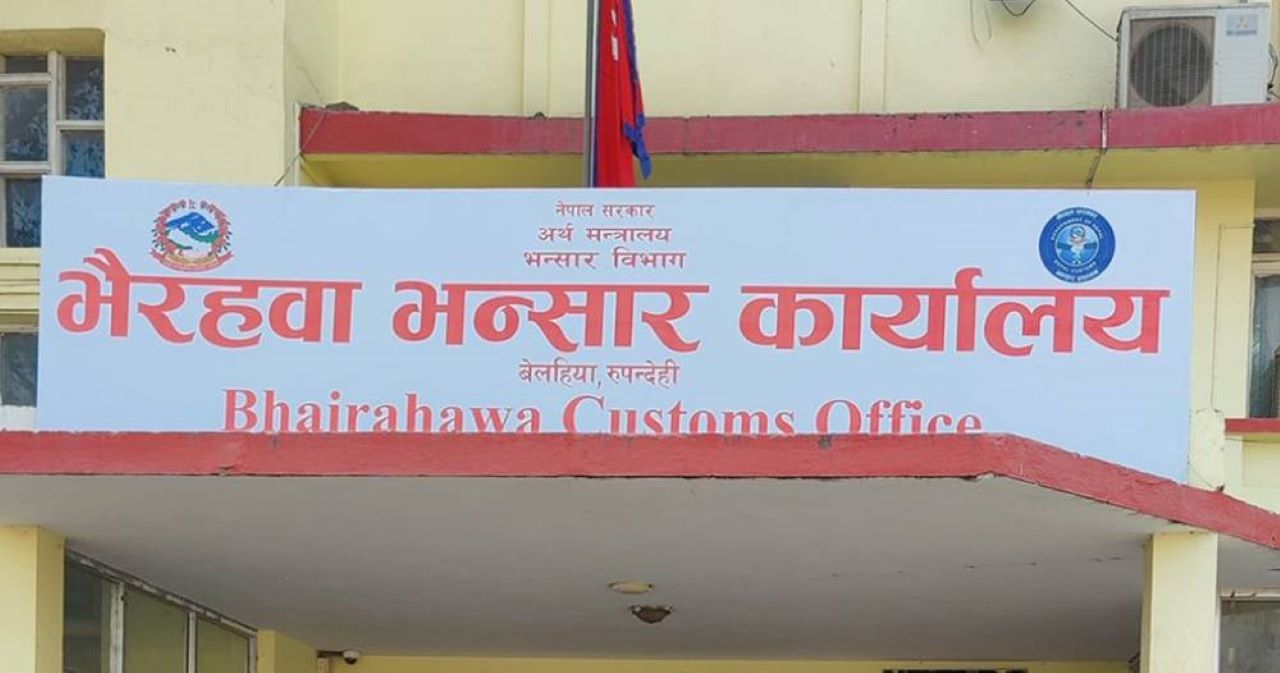 नेपाल सरकार
अर्थ मन्त्रालय
भन्सार विभाग
भैरहवा भन्सार कार्यालय
बेलहिया, रुपन्देही
Bhairahawa Customs Office